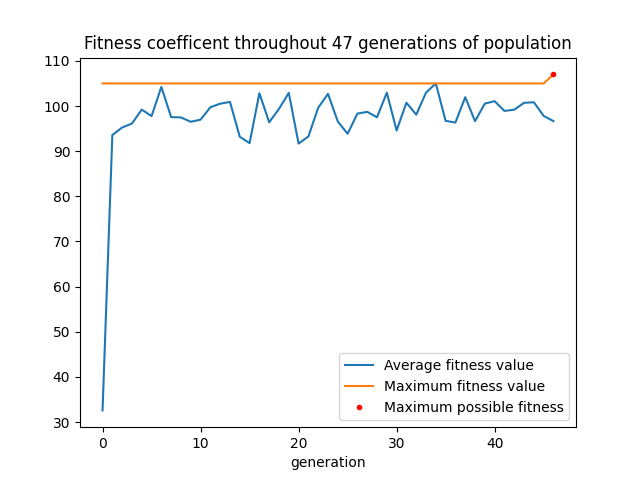 Fitness coefficent throughout 47 generations of population
110
100
90
80
70
60
50
40
30
Average fitness value
Maximum fitness value
Maximum possible fitness
0 10 20 30 40
generation